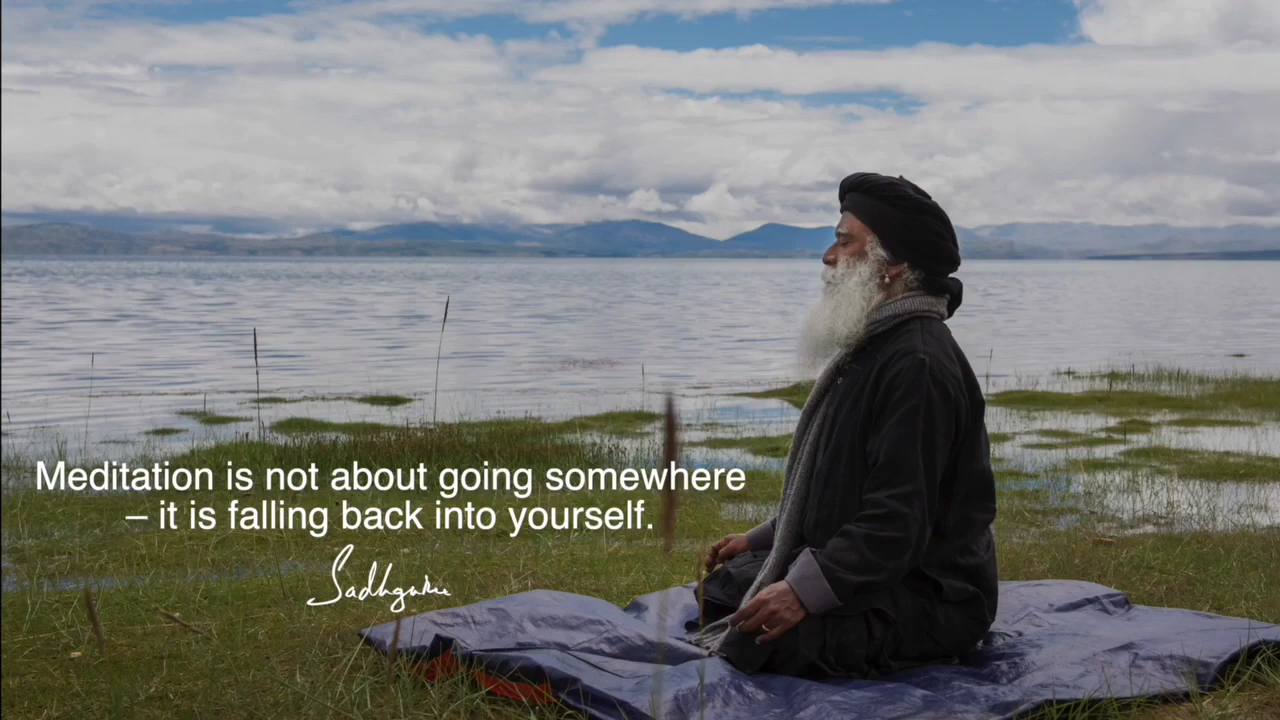 Meditation is not about going somewhere
– it is falling back into yourself.
Sadhguru